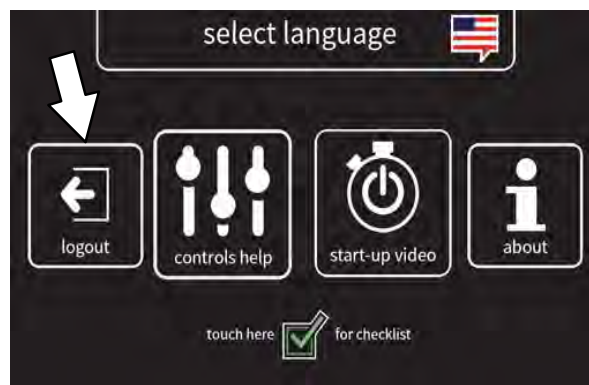 select language
logout
controls help
start-up video
about
touch here for checklist